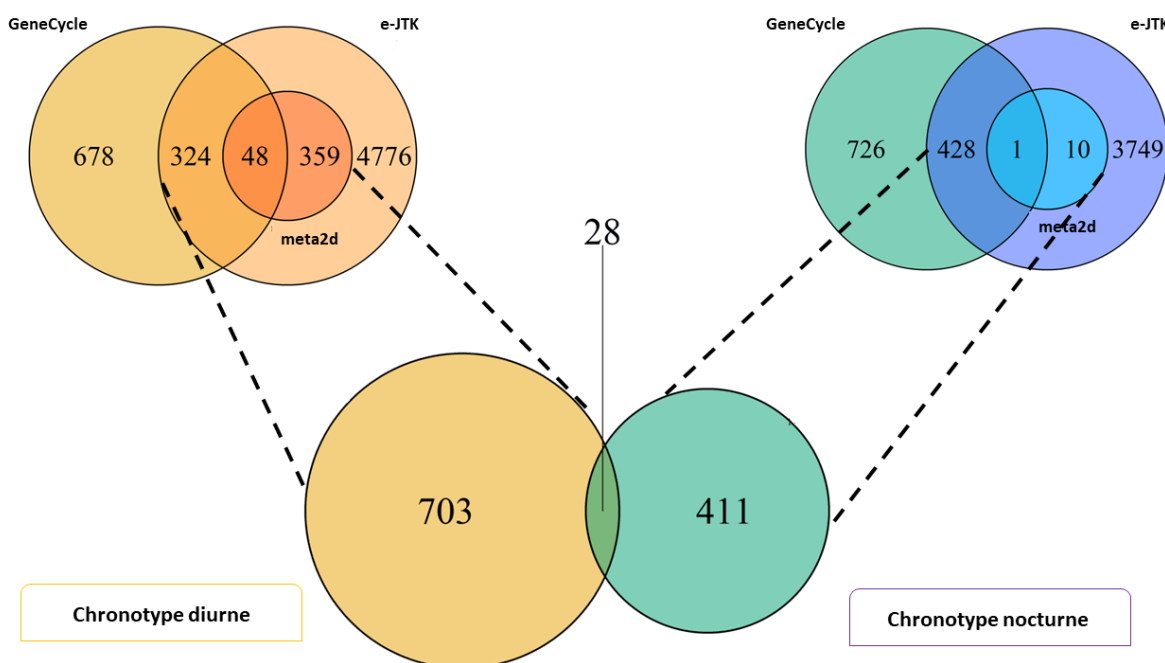 GeneCycle
e-JTK
GeneCycle
e-JTK
678
324
48
359
4776
726
428
1
10
3749
meta2d
meta2d
28
703
411
Chronotype diurne
Chronotype nocturne